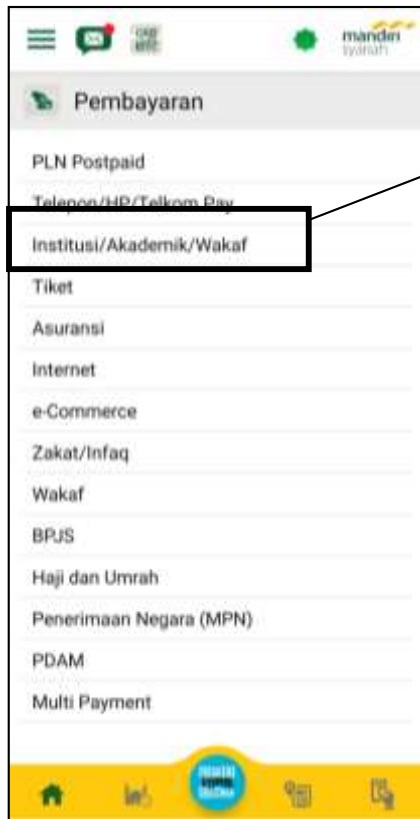 mandiri
syariah
Pembayaran
PLN Postpaid
Telepon/HP/Telkom Pay
Institusi/Akademik/Wakaf
Tiket
Asuransi
Internet
e-Commerce
Zakat/Infaq
Wakaf
BPJS
Haji dan Umrah
Penerimaan Negara (MPN)
PDAM
Multi Payment